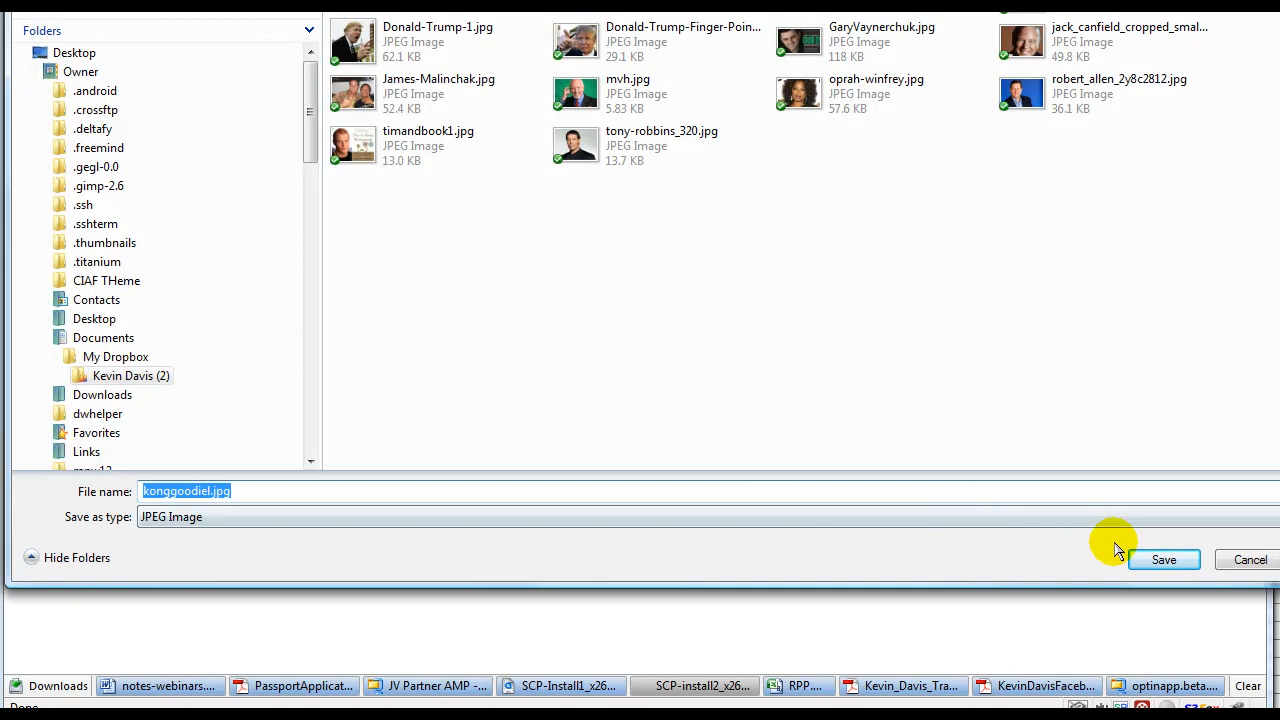 Folders
Desktop
Owner
.android
.crossftp
.deltafy
.freemind
.gegl-0.0
.gimp-2.6
.ssh
.sshterm
.thumbnails
.titanium
CIAF THeme
Contacts
Desktop
Documents
My Dropbox
Kevin Davis (2)
Downloads
dwhelper
Favorites
Links
Donald-Trump-1.jpg
JPEG Image
62.1 KB
Donald-Trump-Finger-Poin...
JPEG Image
29.1 KB
GaryVaynerchuk.jpg
JPEG Image
118 KB
jack_canfield_cropped_smal...
JPEG Image
49.8 KB
James-Malinchak.jpg
JPEG Image
52.4 KB
mvh.jpg
JPEG Image
5.83 KB
oprah-winfrey.jpg
JPEG Image
57.6 KB
robert_allen_2y8c2812.jpg
JPEG Image
36.1 KB
timandbook1.jpg
JPEG Image
13.0 KB
tony-robbins_320.jpg
JPEG Image
13.7 KB
File name: konggoodiel.jpg
Save as type: JPEG Image
Hide Folders
Save Cancel
Downloads notes-webinars.... PassportApplicat... JV Partner AMP -... SCP-Install1_x26... SCP-install2_x26... RPP.... Kevin_Davis_Tra... KevinDavisFaceb... optinapp.beta.... Clear